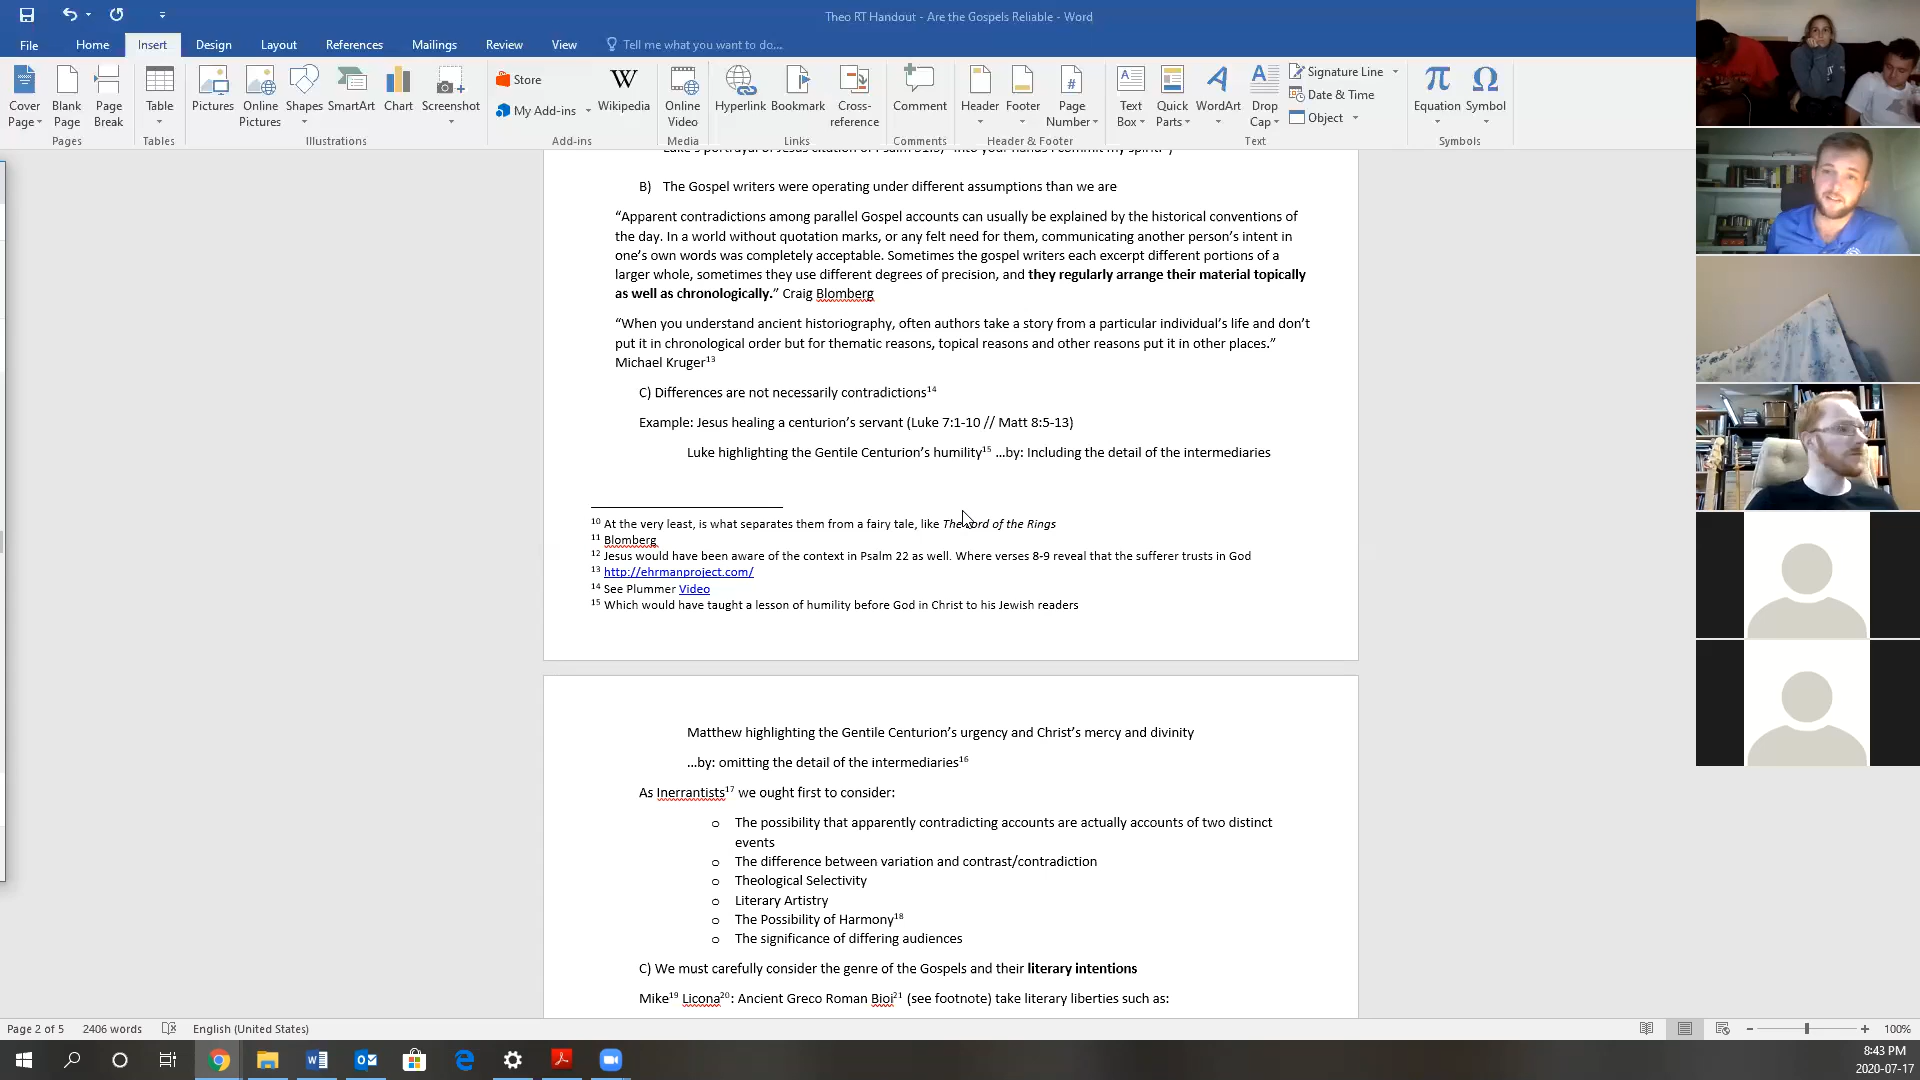 Theo RT Handout - Are the Gospels Reliable - Word
File Home Insert Design Layout References Mailings Review View Tell me what you want to do...
Cover Page
Blank Page
Page Break
Table
Pictures
Online Pictures
Shapes
SmartArt
Chart
Screenshot
Store
My Add-ins
Wikipedia
Online Video
Hyperlink
Bookmark
Cross-reference
Comment
Header
Footer
Page Number
Text Box
Quick Parts
WordArt
Drop Cap
Signature Line
Date & Time
Object
Equation
Symbol
Pages Tables Illustrations Add-ins Media Links Comments Header & Footer Text Symbols
B) The Gospel writers were operating under different assumptions than we are
“Apparent contradictions among parallel Gospel accounts can usually be explained by the historical conventions of
the day. In a world without quotation marks, or any felt need for them, communicating another person’s intent in
one’s own words was completely acceptable. Sometimes the gospel writers each excerpt different portions of a
larger whole, sometimes they use different degrees of precision, and they regularly arrange their material topically
as well as chronologically.” Craig Blomberg
“When you understand ancient historiography, often authors take a story from a particular individual’s life and don’t
put it in chronological order but for thematic reasons, topical reasons and other reasons put it in other places.”
Michael Kruger13
C) Differences are not necessarily contradictions14
Example: Jesus healing a centurion’s servant (Luke 7:1-10 // Matt 8:5-13)
Luke highlighting the Gentile Centurion’s humility15 …by: Including the detail of the intermediaries
10 At the very least, is what separates them from a fairy tale, like The Lord of the Rings
11 Blomberg
12 Jesus would have been aware of the context in Psalm 22 as well. Where verses 8-9 reveal that the sufferer trusts in God
13 http://ehrmanproject.com/
14 See Plummer Video
15 Which would have taught a lesson of humility before God in Christ to his Jewish readers
Matthew highlighting the Gentile Centurion’s urgency and Christ’s mercy and divinity
…by: omitting the detail of the intermediaries16
As Inerrantists17 we ought first to consider:
o The possibility that apparently contradicting accounts are actually accounts of two distinct
events
o The difference between variation and contrast/contradiction
o Theological Selectivity
o Literary Artistry
o The Possibility of Harmony18
o The significance of differing audiences
C) We must carefully consider the genre of the Gospels and their literary intentions
Mike19 Licona20: Ancient Greco Roman Bioi21 (see footnote) take literary liberties such as:
Page 2 of 5 2406 words English (United States) 100%
8:43 PM
2020-07-17